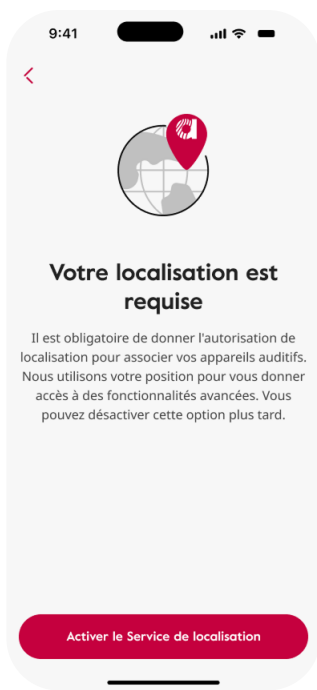 9:41
Votre localisation est
requise
Il est obligatoire de donner l'autorisation de
localisation pour associer vos appareils auditifs.
Nous utilisons votre position pour vous donner
accès à des fonctionnalités avancées. Vous
pouvez désactiver cette option plus tard.
Activer le Service de localisation